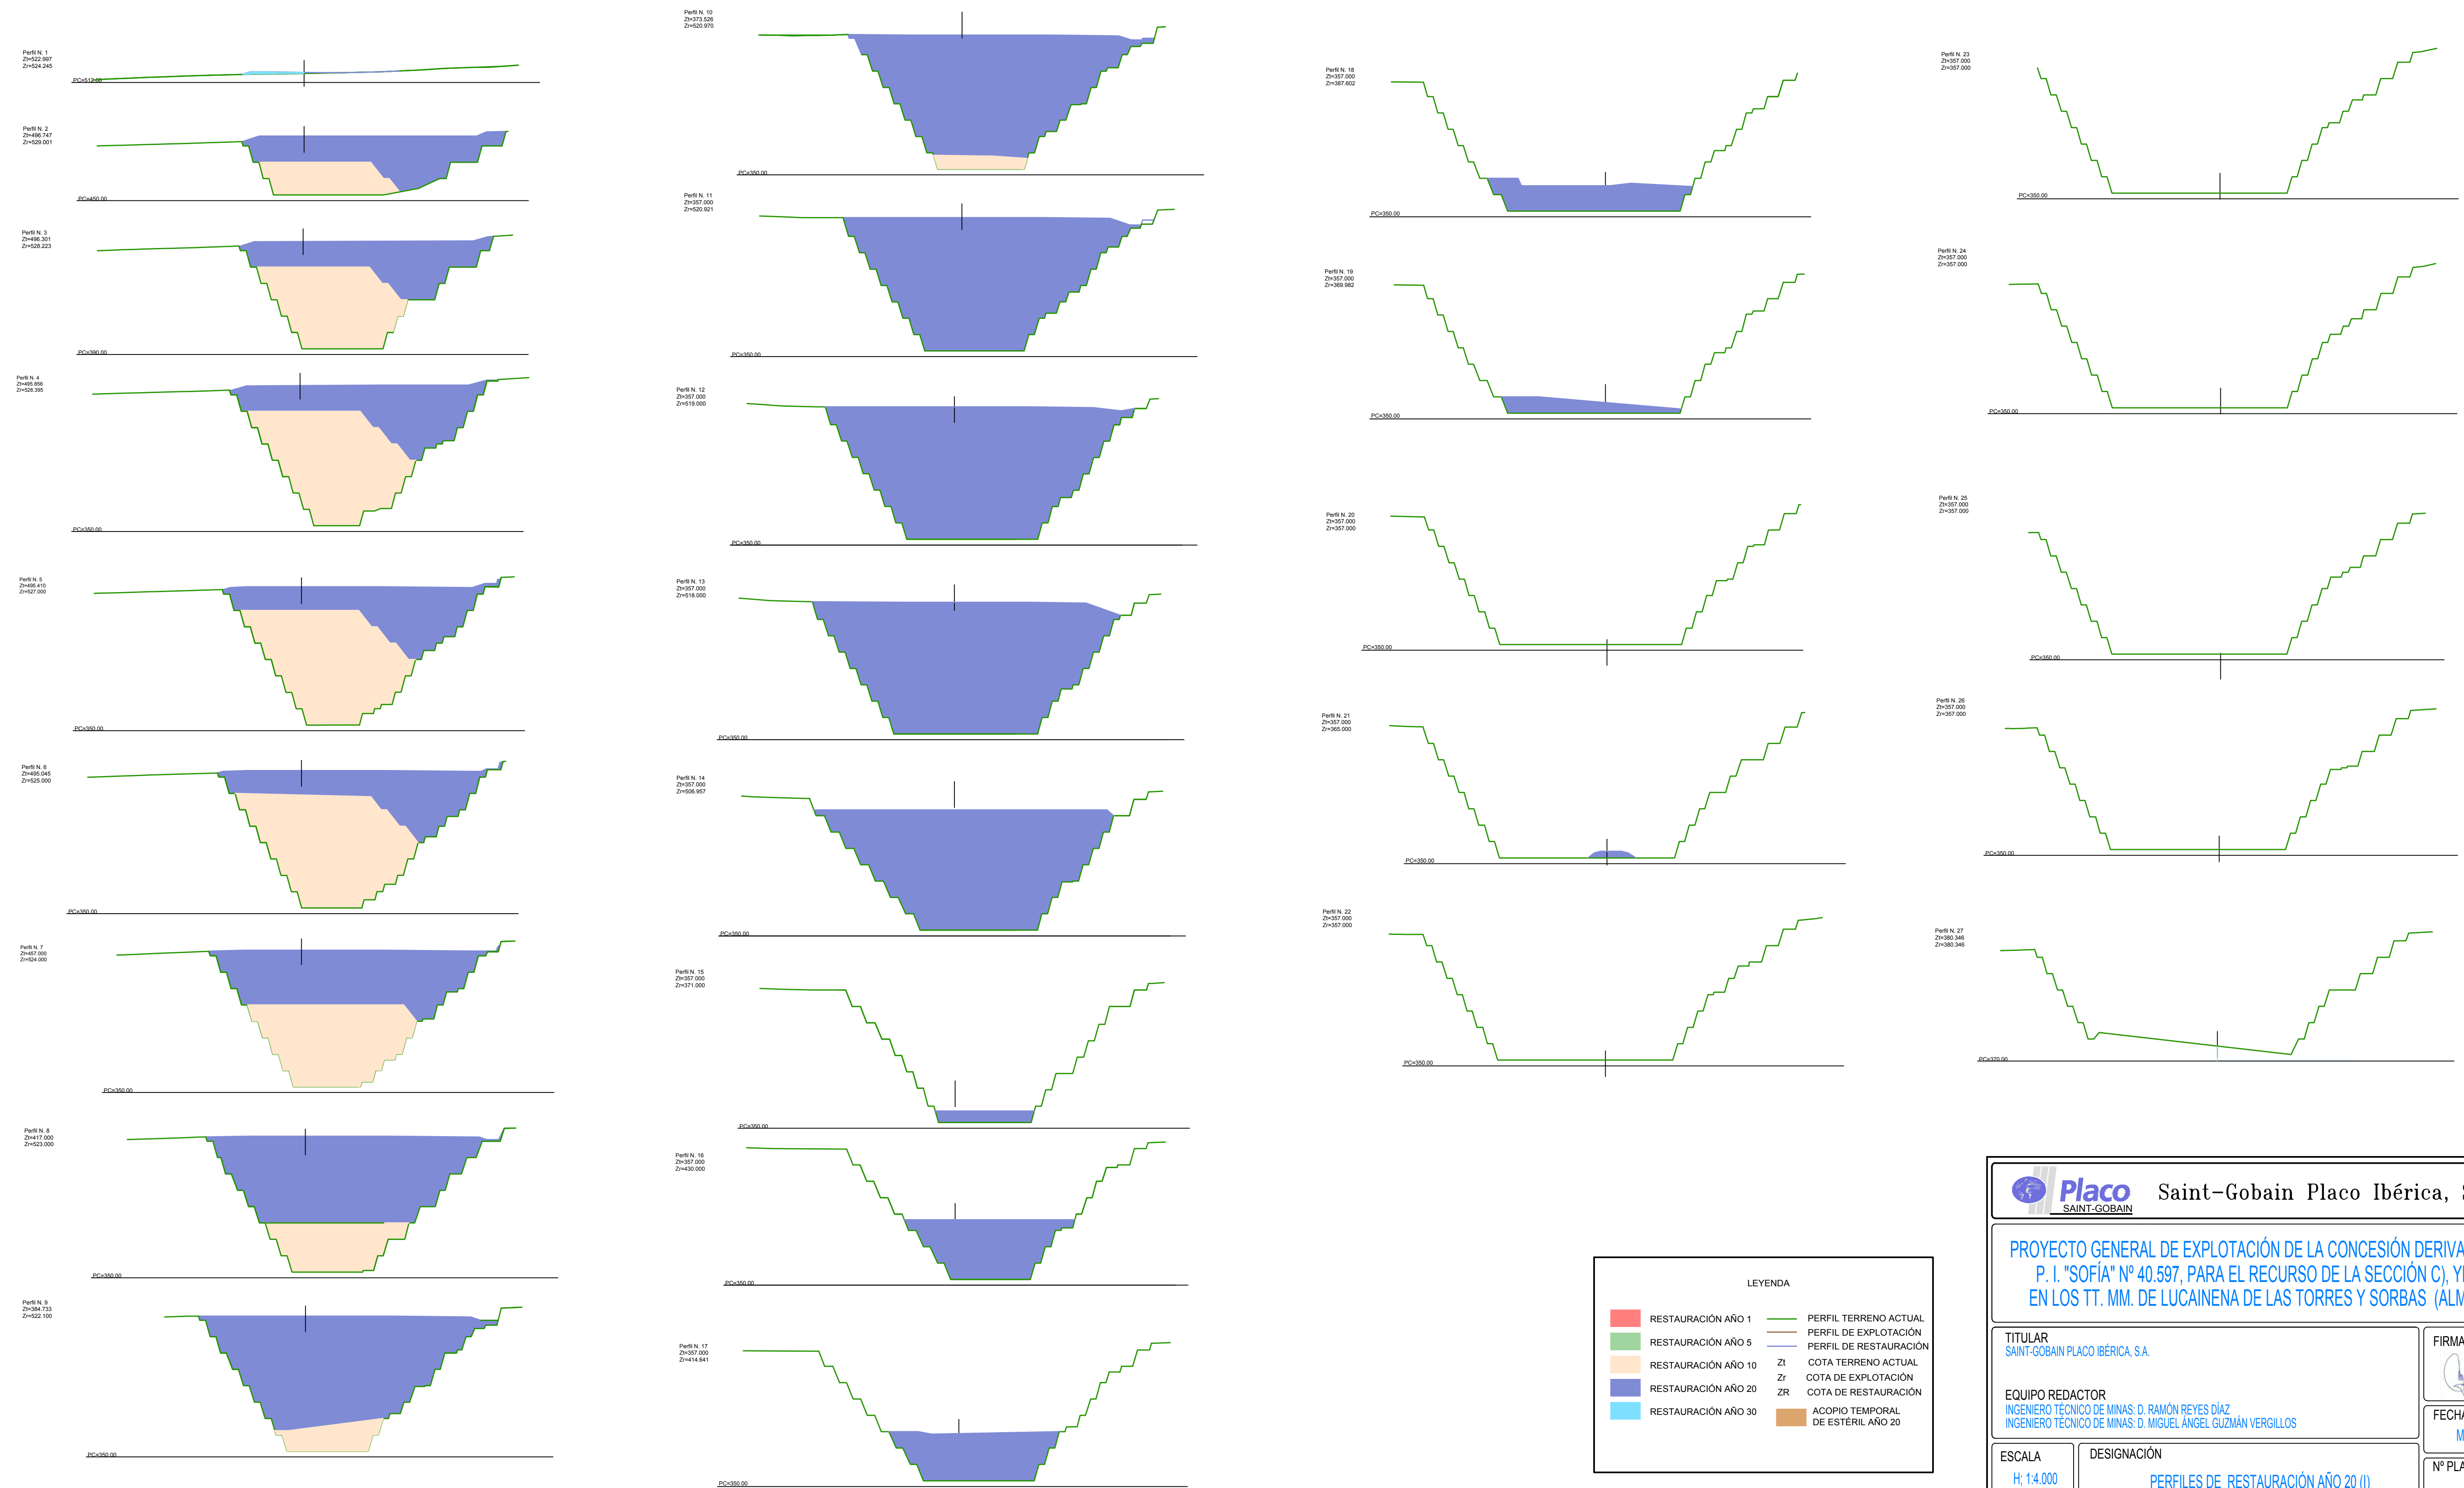 Perfil N. 1
Zt=522.997
Zr=524.245
PC=512.00
Perfil N. 2
Zt=496.747
Zr=529.001
PC=450.00
Perfil N. 3
Zt=496.301
Zr=528.223
PC=390.00
Perfil N. 4
Zt=495.856
Zr=528.395
PC=350.00
Perfil N. 5
Zt=495.410
Zr=527.000
PC=350.00
Perfil N. 6
Zt=495.045
Zr=525.000
PC=350.00
Perfil N. 7
Zt=457.000
Zr=524.000
PC=350.00
Perfil N. 8
Zt=417.000
Zr=523.000
PC=350.00
Perfil N. 9
Zt=384.733
Zr=522.100
PC=350.00
Perfil N. 10
Zt=373.526
Zr=520.970
PC=350.00
Perfil N. 11
Zt=357.000
Zr=520.921
PC=350.00
Perfil N. 12
Zt=357.000
Zr=519.000
PC=350.00
Perfil N. 13
Zt=357.000
Zr=518.000
PC=350.00
Perfil N. 14
Zt=357.000
Zr=506.957
PC=350.00
Perfil N. 15
Zt=357.000
Zr=371.000
PC=350.00
Perfil N. 16
Zt=357.000
Zr=430.000
PC=350.00
Perfil N. 17
Zt=357.000
Zr=414.641
PC=350.00
Perfil N. 18
Zt=357.000
Zr=387.602
PC=350.00
Perfil N. 19
Zt=357.000
Zr=369.982
PC=350.00
Perfil N. 20
Zt=357.000
Zr=357.000
PC=350.00
Perfil N. 21
Zt=357.000
Zr=365.000
PC=350.00
Perfil N. 22
Zt=357.000
Zr=357.000
PC=350.00
Perfil N. 23
Zt=357.000
Zr=357.000
PC=350.00
Perfil N. 24
Zt=357.000
Zr=357.000
PC=350.00
Perfil N. 25
Zt=357.000
Zr=357.000
PC=350.00
Perfil N. 26
Zt=357.000
Zr=357.000
PC=350.00
Perfil N. 27
Zt=380.346
Zr=380.346
PC=370.00
LEYENDA
RESTAURACIÓN AÑO 1
RESTAURACIÓN AÑO 5
RESTAURACIÓN AÑO 10
RESTAURACIÓN AÑO 20
RESTAURACIÓN AÑO 30
PERFIL TERRENO ACTUAL
PERFIL DE EXPLOTACIÓN
PERFIL DE RESTAURACIÓN
Zt COTA TERRENO ACTUAL
Zr COTA DE EXPLOTACIÓN
ZR COTA DE RESTAURACIÓN
ACOPIO TEMPORAL
DE ESTÉRIL AÑO 20
Placo
SAINT-GOBAIN
Saint-Gobain Placo Ibérica, S
PROYECTO GENERAL DE EXPLOTACIÓN DE LA CONCESIÓN DERIVA
P. I. "SOFÍA" Nº 40.597, PARA EL RECURSO DE LA SECCIÓN C), Y
EN LOS TT. MM. DE LUCAINENA DE LAS TORRES Y SORBAS (ALM
TITULAR
SAINT-GOBAIN PLACO IBÉRICA, S.A.
EQUIPO REDACTOR
INGENIERO TÉCNICO DE MINAS: D. RAMÓN REYES DÍAZ
INGENIERO TÉCNICO DE MINAS: D. MIGUEL ÁNGEL GUZMÁN VERGILLOS
FIRMA
FECHA
M
ESCALA
H; 1:4.000
DESIGNACIÓN
PERFILES DE RESTAURACIÓN AÑO 20 (I)
Nº PLA